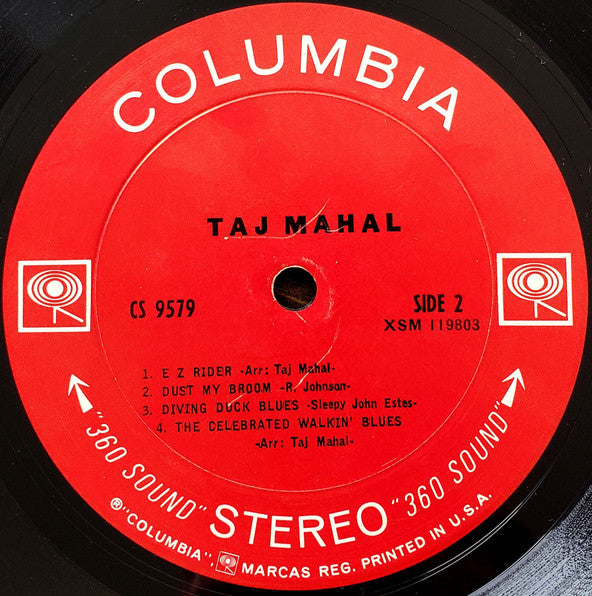 COLUMBIA
TAJ MAHAL
CS 9579
SIDE 2
XSM 119803
1. E Z RIDER -Arr: Taj Mahal-
2. DUST MY BROOM -R. Johnson-
3. DIVING DUCK BLUES -Sleepy John Estes-
4. THE CELEBRATED WALKIN' BLUES
-Arr: Taj Mahal-
"360 SOUND" STEREO "360 SOUND"
®"COLUMBIA", MARCAS REG. PRINTED IN U.S.A.